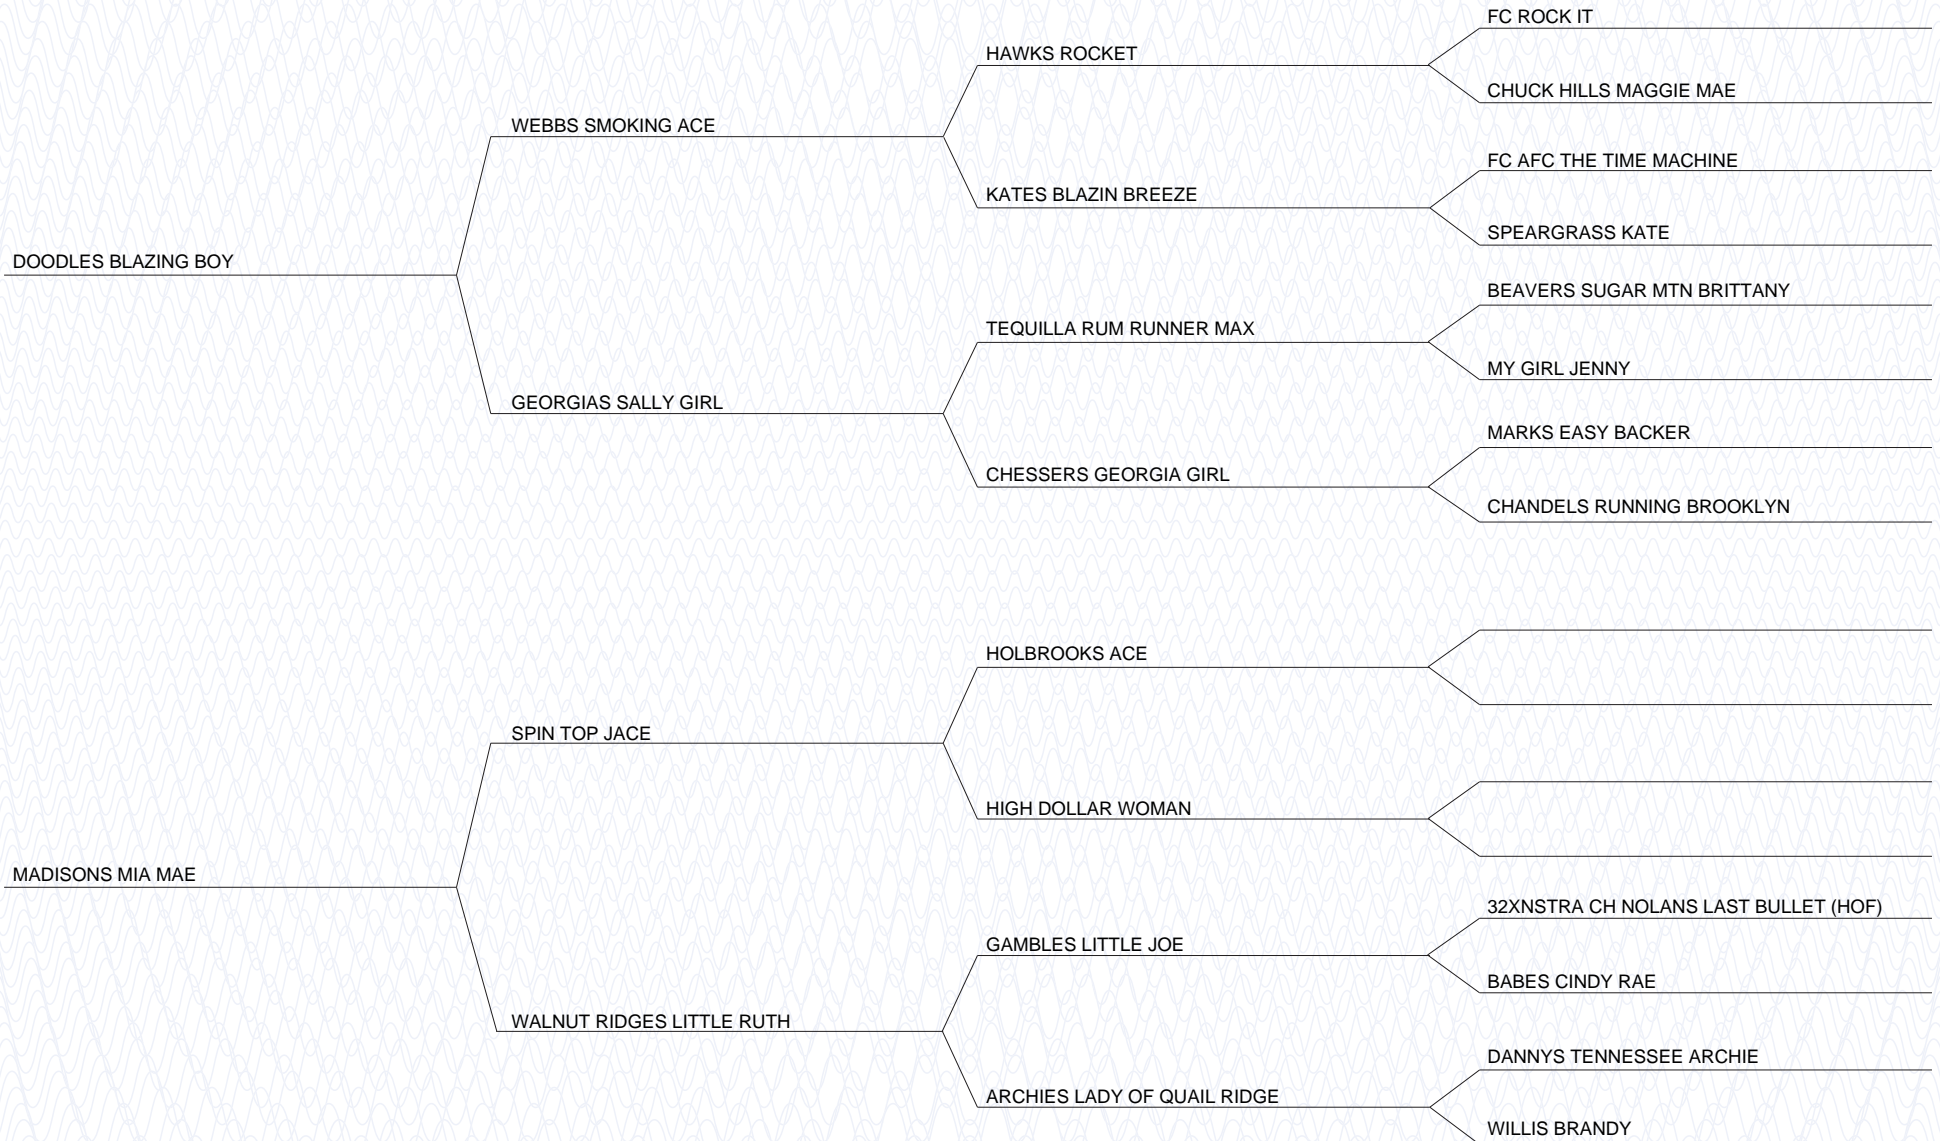 FC ROCK IT
HAWKS ROCKET
CHUCK HILLS MAGGIE MAE
WEBBS SMOKING ACE
FC AFC THE TIME MACHINE
KATES BLAZIN BREEZE
SPEARGRASS KATE
DOODLES BLAZING BOY
BEAVERS SUGAR MTN BRITTANY
TEQUILLA RUM RUNNER MAX
MY GIRL JENNY
GEORGIAS SALLY GIRL
MARKS EASY BACKER
CHESSERS GEORGIA GIRL
CHANDELS RUNNING BROOKLYN
HOLBROOKS ACE
SPIN TOP JACE
HIGH DOLLAR WOMAN
MADISONS MIA MAE
32XNSTRA CH NOLANS LAST BULLET (HOF)
GAMBLES LITTLE JOE
BABES CINDY RAE
WALNUT RIDGES LITTLE RUTH
DANNYS TENNESSEE ARCHIE
ARCHIES LADY OF QUAIL RIDGE
WILLIS BRANDY